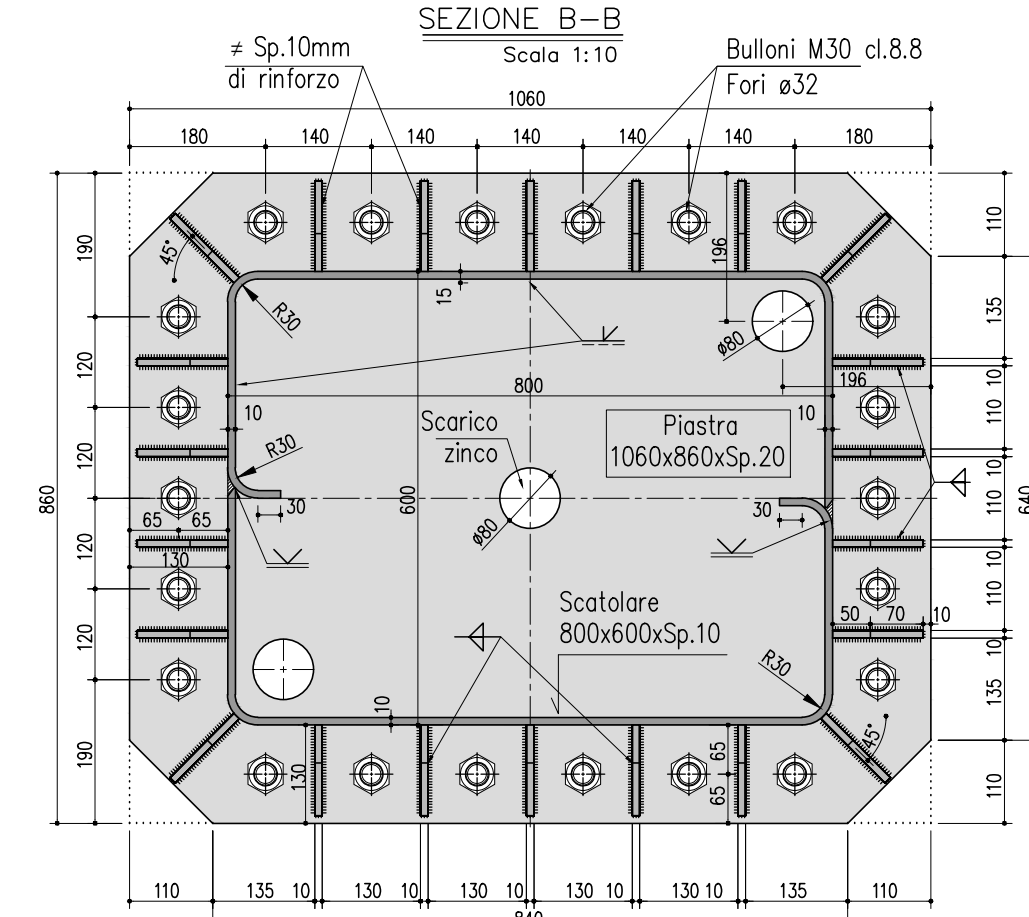 SEZIONE B-B
Scala 1:10
≠ Sp.10mm
di rinforzo
Bulloni M30 cl.8.8
Fori ø32
1060
180 140 140 140 140 140 180
860
190
120
120
120
120
190
110
135
10
110
10
110
10
110
10
135
110
640
45°
R30
15
196
ø80
196
800
10
10
R30
30
Scarico
zinco
Piastra
1060x860xSp.20
600
ø80
30
65 65
130
50 70 10
Scatolare
800x600xSp.10
R30
45°
10
130
65
65
110 135 10 130 10 130 10 130 10 130 10 135 110
840